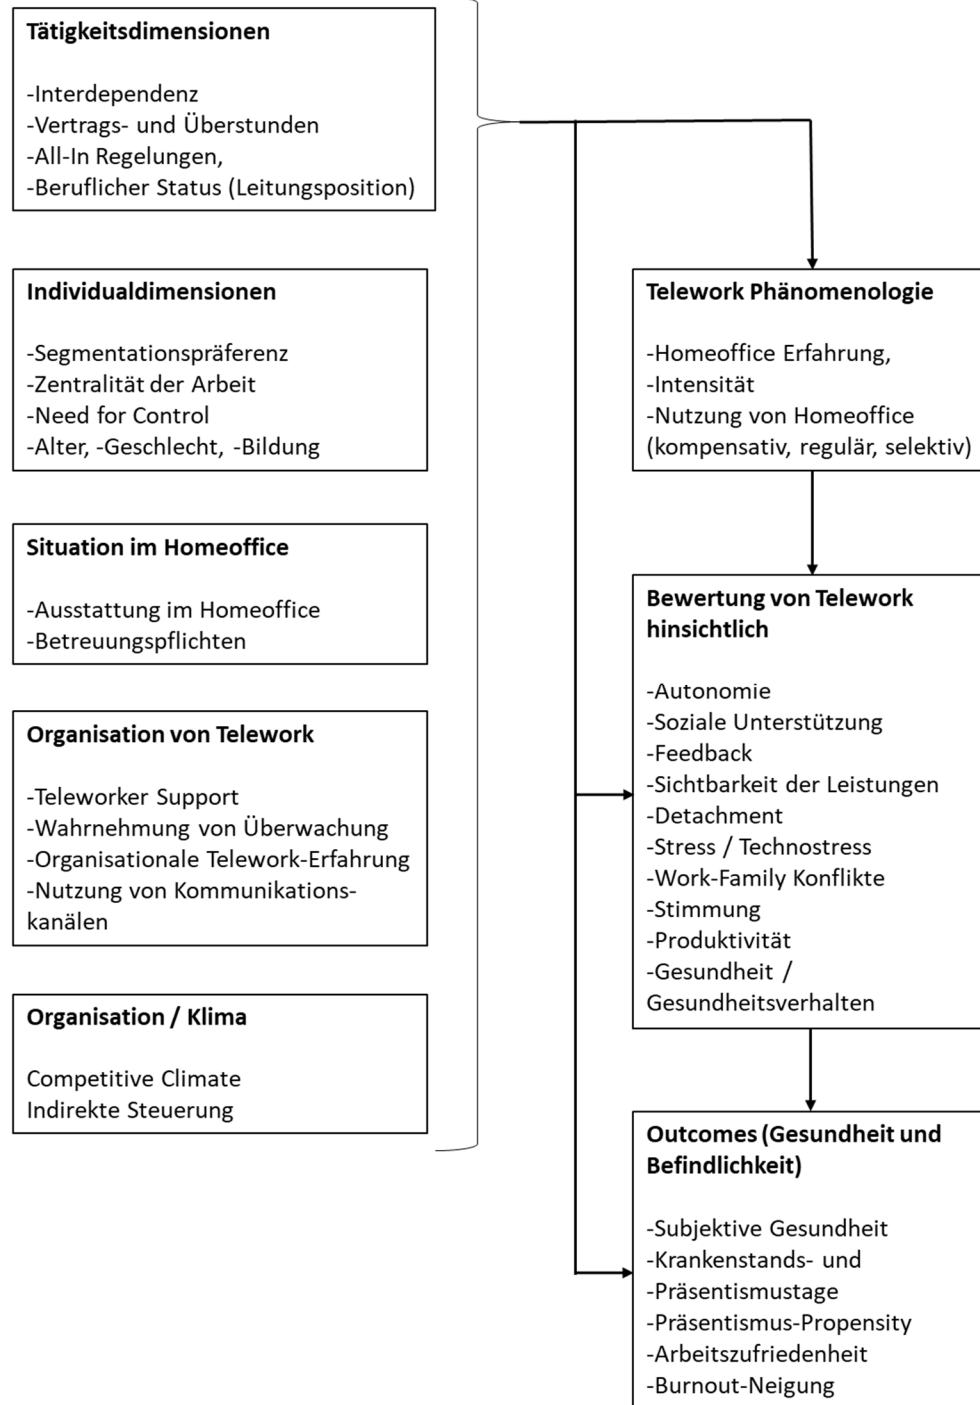 Tätigkeitsdimensionen
-Interdependenz
-Vertrags- und Überstunden
-All-In Regelungen,
-Beruflicher Status (Leitungsposition)
Individualdimensionen
-Segmentationspräferenz
-Zentralität der Arbeit
-Need for Control
-Alter, -Geschlecht, -Bildung
Situation im Homeoffice
-Ausstattung im Homeoffice
-Betreuungspflichten
Organisation von Telework
-Teleworker Support
-Wahrnehmung von Überwachung
-Organisationale Telework-Erfahrung
-Nutzung von Kommunikations-
kanälen
Organisation / Klima
Competitive Climate
Indirekte Steuerung
Telework Phänomenologie
-Homeoffice Erfahrung,
-Intensität
-Nutzung von Homeoffice
(kompensativ, regulär, selektiv)
Bewertung von Telework
hinsichtlich
-Autonomie
-Soziale Unterstützung
-Feedback
-Sichtbarkeit der Leistungen
-Detachment
-Stress / Technostress
-Work-Family Konflikte
-Stimmung
-Produktivität
-Gesundheit /
Gesundheitsverhalten
Outcomes (Gesundheit und
Befindlichkeit)
-Subjektive Gesundheit
-Krankenstands- und
-Präsentismustage
-Präsentismus-Propensity
-Arbeitszufriedenheit
-Burnout-Neigung